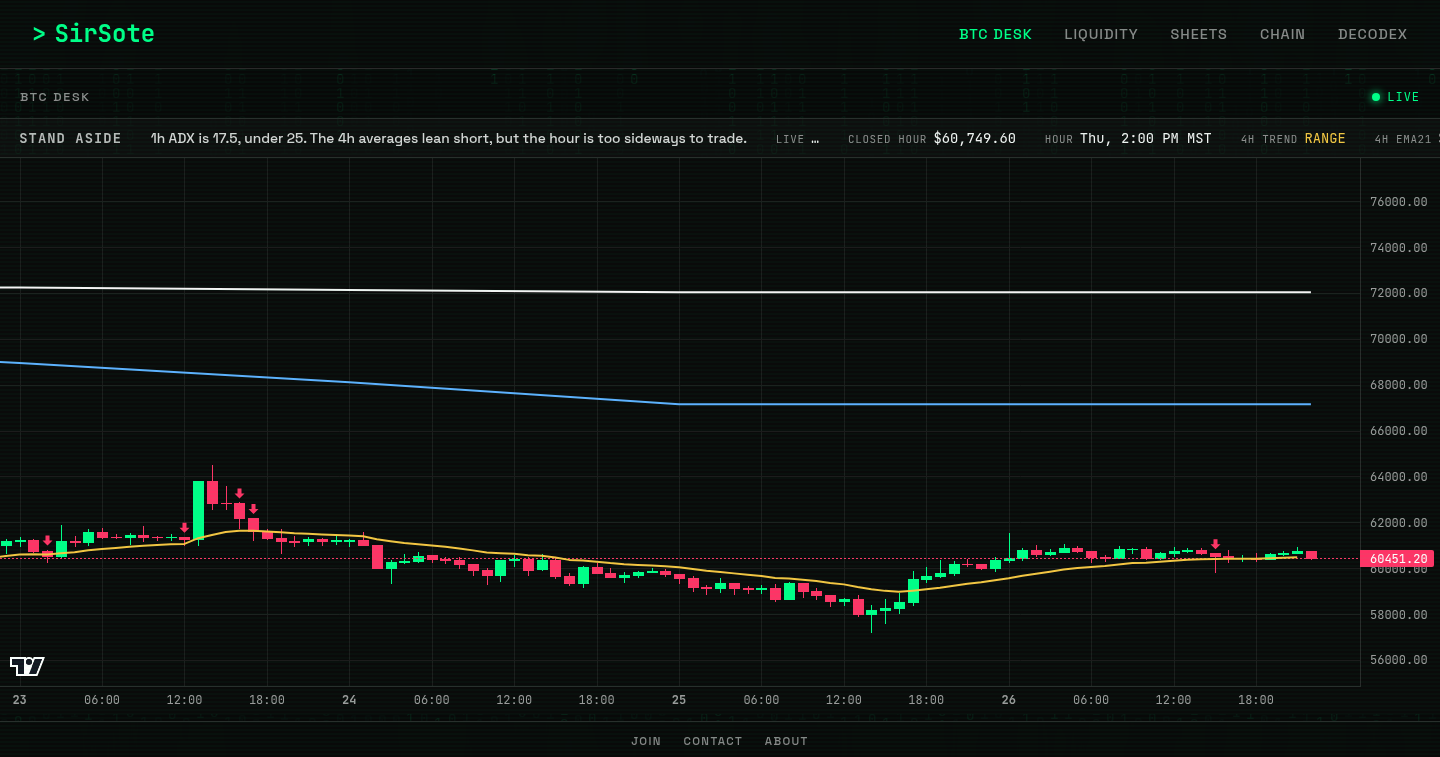 > SirSote
BTC DESK LIQUIDITY SHEETS CHAIN DECODEX
BTC DESK
LIVE
STAND ASIDE 1h ADX is 17.5, under 25. The 4h averages lean short, but the hour is too sideways to trade. LIVE … CLOSED HOUR $60,749.60 HOUR Thu, 2:00 PM MST 4H TREND RANGE 4H EMA21
76000.00
74000.00
72000.00
70000.00
68000.00
66000.00
64000.00
62000.00
60451.20
60000.00
58000.00
56000.00
23 06:00 12:00 18:00 24 06:00 12:00 18:00 25 06:00 12:00 18:00 26 06:00 12:00 18:00
JOIN CONTACT ABOUT